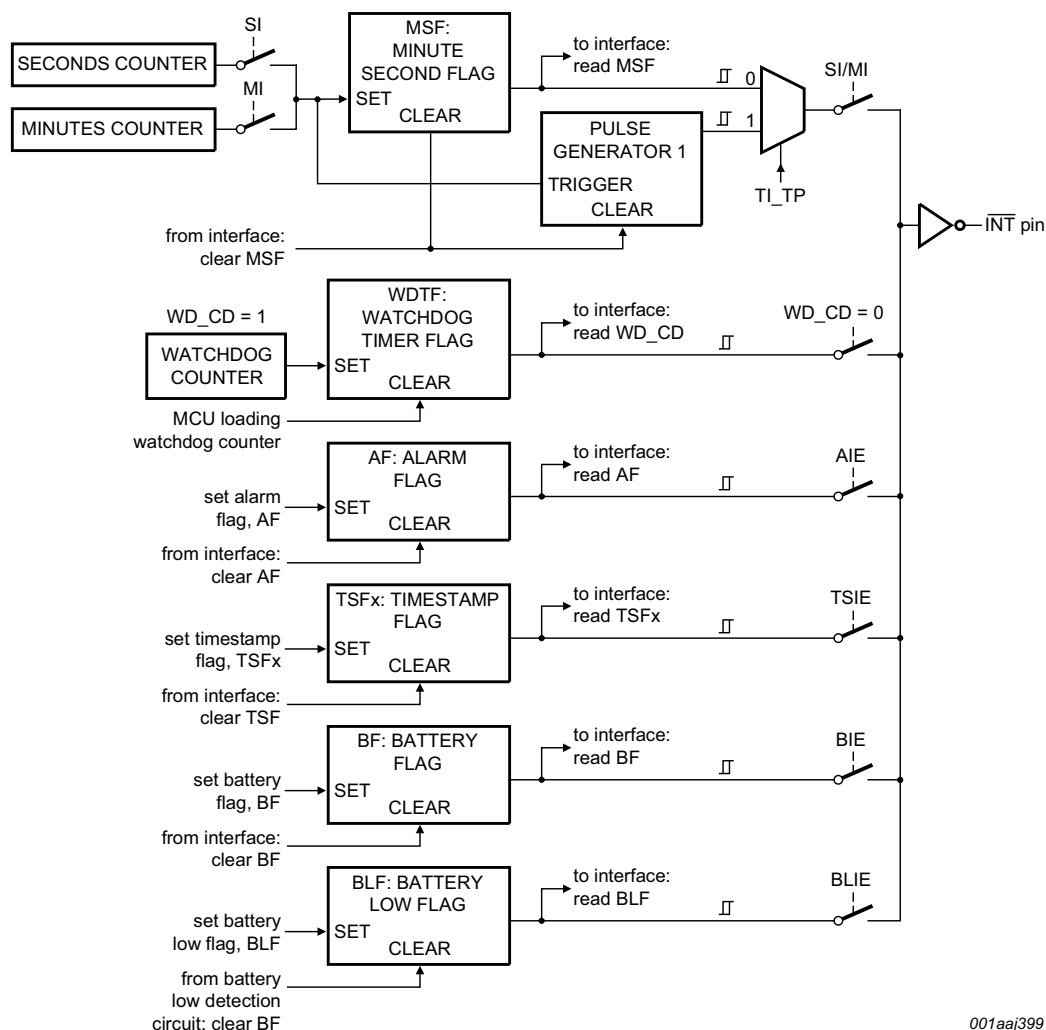 SI
MSF:
MINUTE
SECOND FLAG
SET
CLEAR
to interface:
read MSF
SECONDS COUNTER
MI
MINUTES COUNTER
0
1
SI/MI
PULSE
GENERATOR 1
TRIGGER
CLEAR
TI_TP
INT pin
from interface:
clear MSF
WD_CD = 1
WATCHDOG
COUNTER
WDTF:
WATCHDOG
TIMER FLAG
SET
CLEAR
to interface:
read WD_CD
WD_CD = 0
MCU loading
watchdog counter
AF: ALARM
FLAG
SET
CLEAR
to interface:
read AF
AIE
set alarm
flag, AF
from interface:
clear AF
TSFx: TIMESTAMP
FLAG
SET
CLEAR
to interface:
read TSFx
TSIE
set timestamp
flag, TSFx
from interface:
clear TSF
BF: BATTERY
FLAG
SET
CLEAR
to interface:
read BF
BIE
set battery
flag, BF
from interface:
clear BF
BLF: BATTERY
LOW FLAG
SET
CLEAR
to interface:
read BLF
BLIE
set battery
low flag, BLF
from battery
low detection
circuit: clear BF
001aaj399